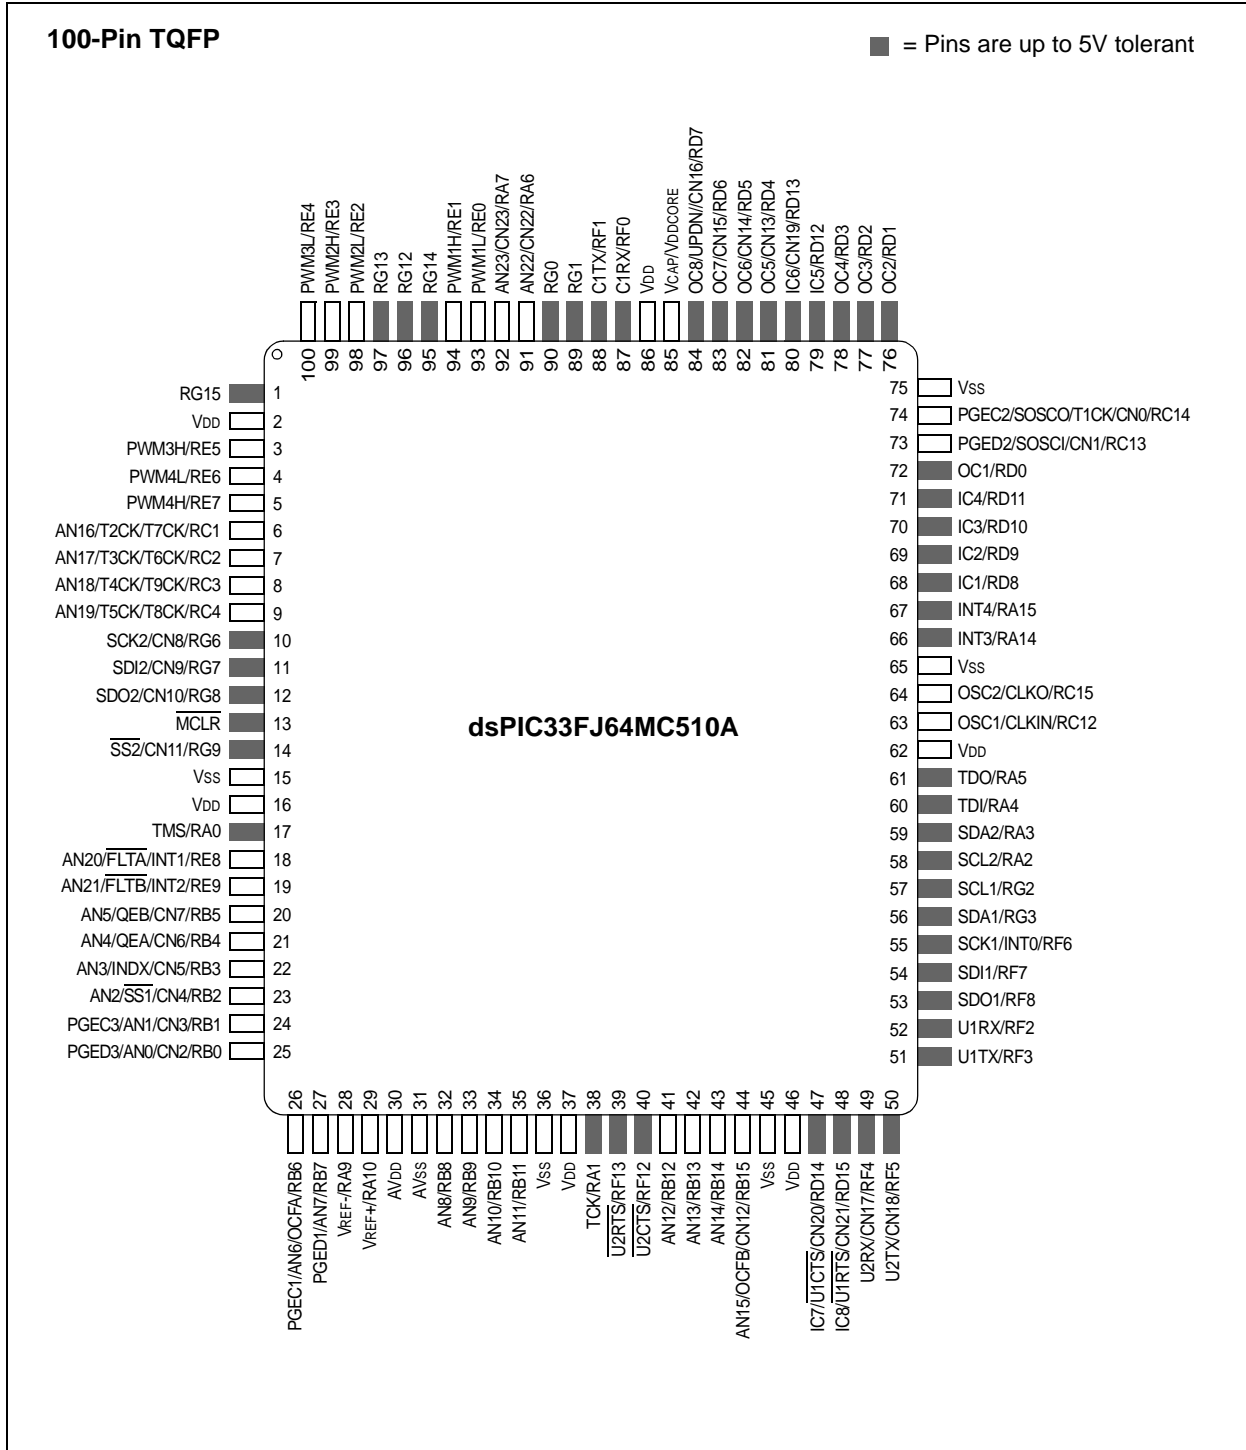 100-Pin TQFP
= Pins are up to 5V tolerant
PWM3L/RE4
PWM2H/RE3
PWM2L/RE2
RG13
RG12
RG14
PWM1H/RE1
PWM1L/RE0
AN23/CN23/RA7
AN22/CN22/RA6
RG0
RG1
C1TX/RF1
C1RX/RF0
VDD
VCAP/VDDCORE
OC8/UPDN//CN16/RD7
OC7/CN15/RD6
OC6/CN14/RD5
OC5/CN13/RD4
IC6/CN19/RD13
IC5/RD12
OC4/RD3
OC3/RD2
OC2/RD1
100
99
98
97
96
95
94
93
92
91
90
89
88
87
86
85
84
83
82
81
80
79
78
77
76
RG15 1
VDD 2
PWM3H/RE5 3
PWM4L/RE6 4
PWM4H/RE7 5
AN16/T2CK/T7CK/RC1 6
AN17/T3CK/T6CK/RC2 7
AN18/T4CK/T9CK/RC3 8
AN19/T5CK/T8CK/RC4 9
SCK2/CN8/RG6 10
SDI2/CN9/RG7 11
SDO2/CN10/RG8 12
MCLR 13
SS2/CN11/RG9 14
VSS 15
VDD 16
TMS/RA0 17
AN20/FLTA/INT1/RE8 18
AN21/FLTB/INT2/RE9 19
AN5/QEB/CN7/RB5 20
AN4/QEA/CN6/RB4 21
AN3/INDX/CN5/RB3 22
AN2/SS1/CN4/RB2 23
PGEC3/AN1/CN3/RB1 24
PGED3/AN0/CN2/RB0 25
dsPIC33FJ64MC510A
75 VSS
74 PGEC2/SOSCO/T1CK/CN0/RC14
73 PGED2/SOSCI/CN1/RC13
72 OC1/RD0
71 IC4/RD11
70 IC3/RD10
69 IC2/RD9
68 IC1/RD8
67 INT4/RA15
66 INT3/RA14
65 VSS
64 OSC2/CLKO/RC15
63 OSC1/CLKIN/RC12
62 VDD
61 TDO/RA5
60 TDI/RA4
59 SDA2/RA3
58 SCL2/RA2
57 SCL1/RG2
56 SDA1/RG3
55 SCK1/INT0/RF6
54 SDI1/RF7
53 SDO1/RF8
52 U1RX/RF2
51 U1TX/RF3
26
27
28
29
30
31
32
33
34
35
36
37
38
39
40
41
42
43
44
45
46
47
48
49
50
PGEC1/AN6/OCFA/RB6
PGED1/AN7/RB7
VREF-/RA9
VREF+/RA10
AVDD
AVSS
AN8/RB8
AN9/RB9
AN10/RB10
AN11/RB11
VSS
VDD
TCK/RA1
U2RTS/RF13
U2CTS/RF12
AN12/RB12
AN13/RB13
AN14/RB14
AN15/OCFB/CN12/RB15
VSS
VDD
IC7/U1CTS/CN20/RD14
IC8/U1RTS/CN21/RD15
U2RX/CN17/RF4
U2TX/CN18/RF5